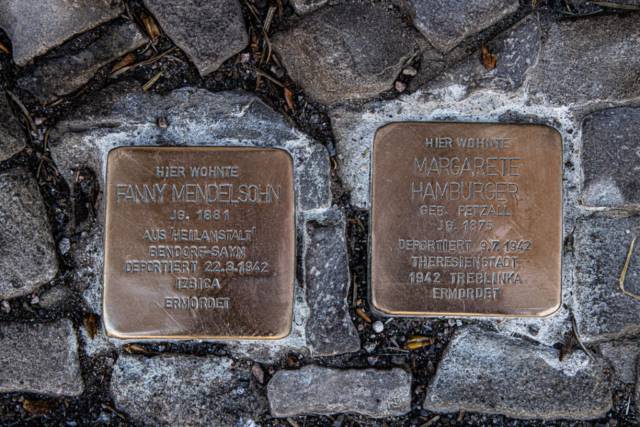 HIER WOHNTE
FANNY MENDELSOHN
JG. 1881
AUS 'HEILANSTALT'
BENDORF-SAYN
DEPORTIERT 22.3.1942
IZBICA
ERMORDET
HIER WOHNTE
MARGARETE
HAMBURGER
GEB. PETZALL
JG. 1875
DEPORTIERT 9.7.1942
THERESIENSTADT
1942 TREBLINKA
ERMORDET